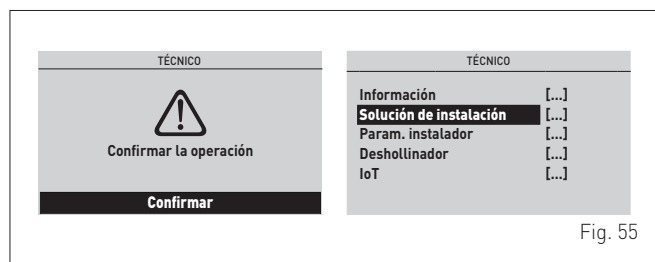 TÉCNICO
Confirmar la operación
Confirmar
TÉCNICO
Información [...]
Solución de instalación [...]
Param. instalador [...]
Deshollinador [...]
IoT [...]
Fig. 55